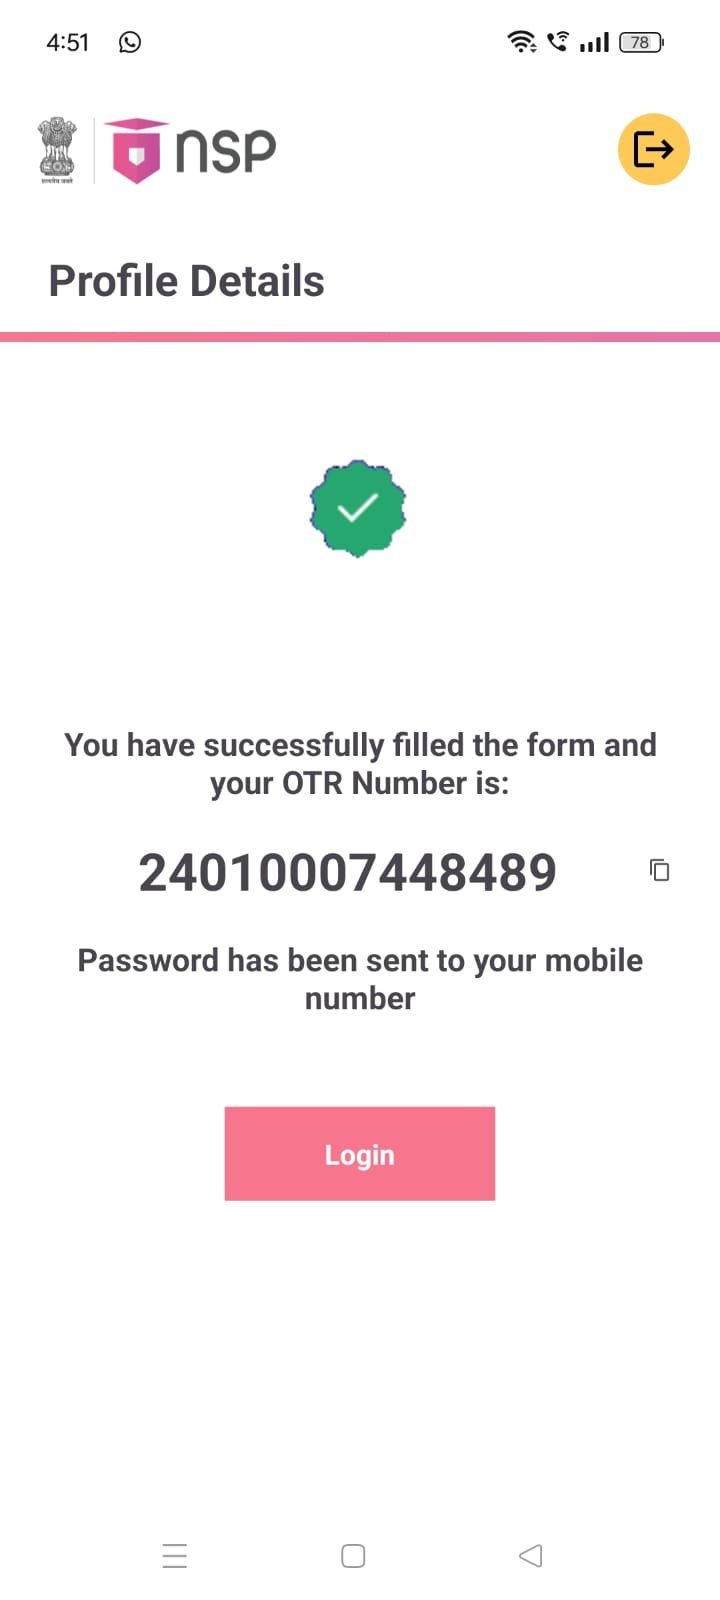 4:51
78
nsp
Profile Details
You have successfully filled the form and
your OTR Number is:
24010007448489
Password has been sent to your mobile
number
Login